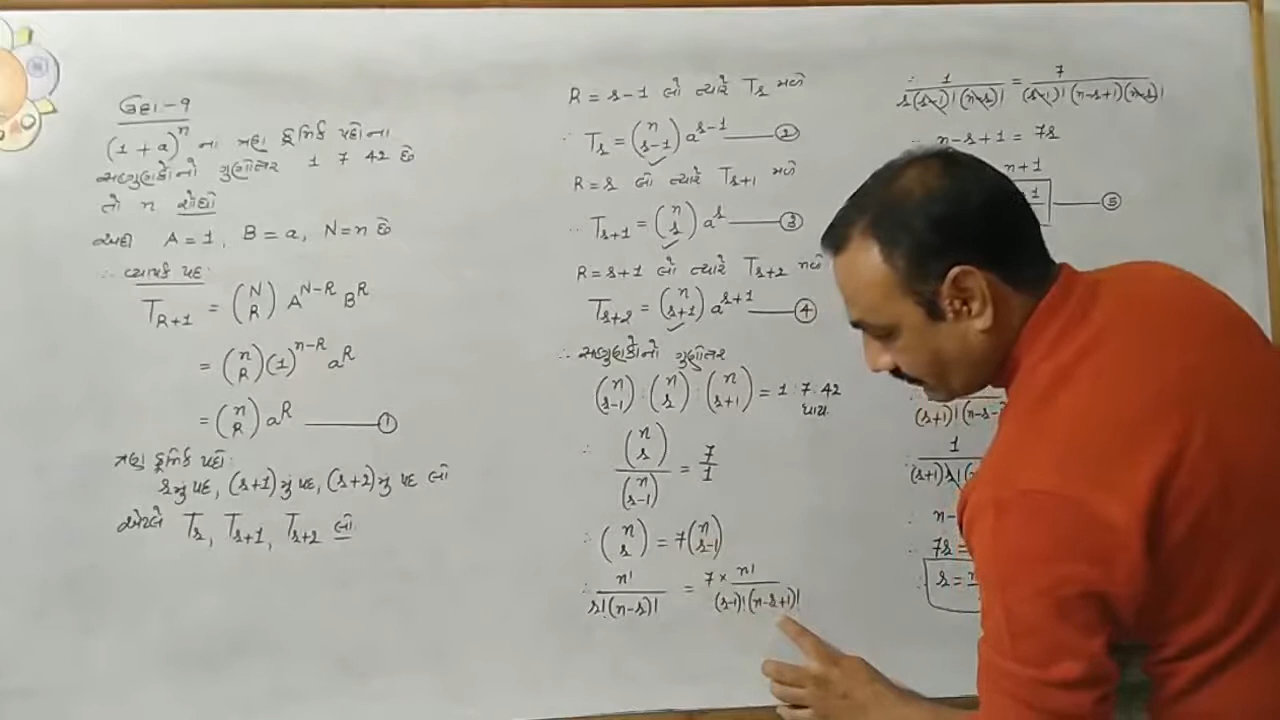 ઉદા-9
(1 + a)^n ના ત્રણ ક્રમિક પદોના
સહગુણકોનો ગુણોત્તર 1 7 42 છે
તો n શોધો
અહી A = 1, B = a, N = n છે
∴ વ્યાપક પદ:
T_{R+1} = (N R) A^{N-R} B^R
= (n R) (1)^{n-R} a^R
= (n R) a^R —— ①
ત્રણ ક્રમિક પદો:
r મું પદ, (r+1) મું પદ, (r+2) મું પદ લો
એટલે T_r, T_{r+1}, T_{r+2} લો
R = r-1 લો ત્યારે T_r મળે
∴ T_r = (n r-1) a^{r-1} —— ②
R = r લો ત્યારે T_{r+1} મળે
∴ T_{r+1} = (n r) a^r —— ③
R = r+1 લો ત્યારે T_{r+2} મળે
T_{r+2} = (n r+1) a^{r+1} —— ④
∴ સહગુણકોનો ગુણોત્તર
(n r-1) : (n r) : (n r+1) = 1 : 7 : 42
થાય
∴ (n r) / (n r-1) = 7/1
∴ (n r) = 7 (n r-1)
∴ n! / r!(n-r)! = 7 × n! / (r-1)!(n-r+1)!
∴ 1 / r(r-1)!(n-r)! = 7 / (r-1)!(n-r+1)(n-r)!
∴ n-r+1 = 7r
n+1
—— ⑤
(r+1)!(n-r-
1
(r+1)r!(
∴ n-
∴ 7r =
∴ r = n